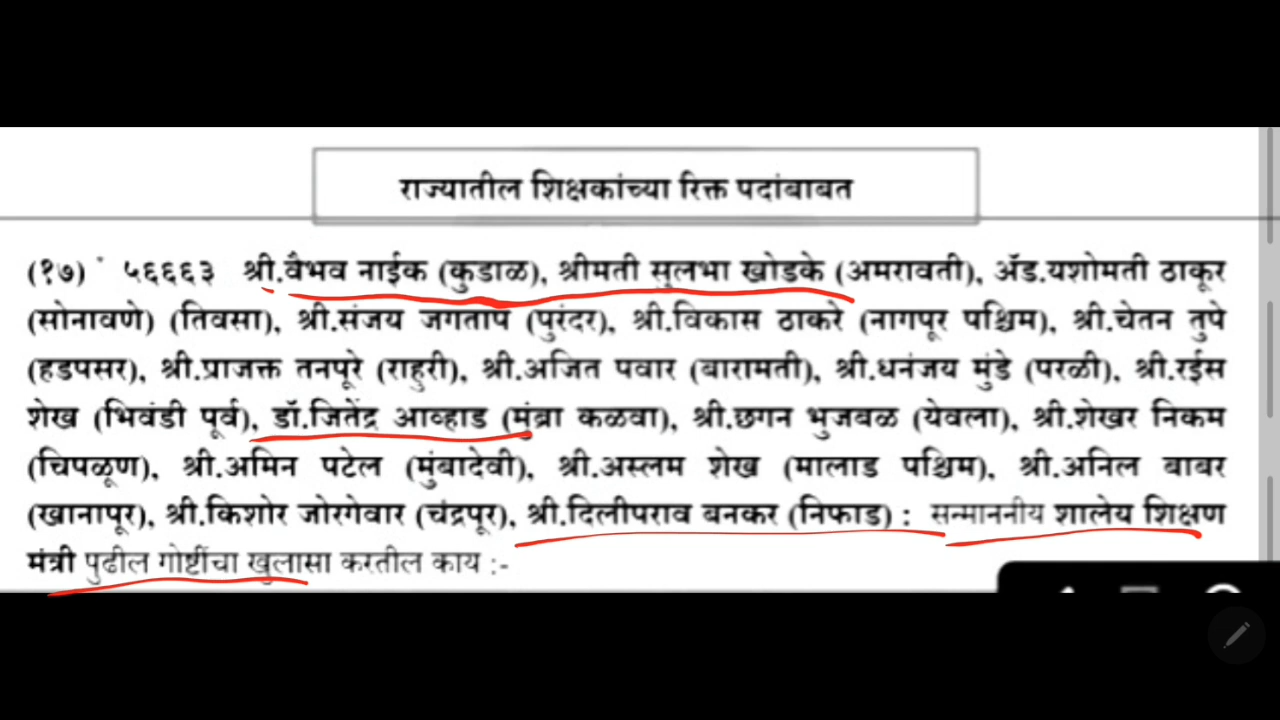 राज्यातील शिक्षकांच्या रिक्त पदांबाबत
(१७) ५६६६३ श्री.वैभव नाईक (कुडाळ), श्रीमती सुलभा खोडके (अमरावती), ॲड.यशोमती ठाकूर
(सोनावणे) (तिवसा), श्री.संजय जगताप (पुरंदर), श्री.विकास ठाकरे (नागपूर पश्चिम), श्री.चेतन तुपे
(हडपसर), श्री.प्राजक्त तनपूरे (राहुरी), श्री.अजित पवार (बारामती), श्री.धनंजय मुंडे (परळी), श्री.रईस
शेख (भिवंडी पूर्व), डॉ.जितेंद्र आव्हाड (मुंब्रा कळवा), श्री.छगन भुजबळ (येवला), श्री.शेखर निकम
(चिपळूण), श्री.अमिन पटेल (मुंबादेवी), श्री.अस्लम शेख (मालाड पश्चिम), श्री.अनिल बाबर
(खानापूर), श्री.किशोर जोरगेवार (चंद्रपूर), श्री.दिलीपराव बनकर (निफाड) : सन्माननीय शालेय शिक्षण
मंत्री पुढील गोष्टींचा खुलासा करतील काय :-